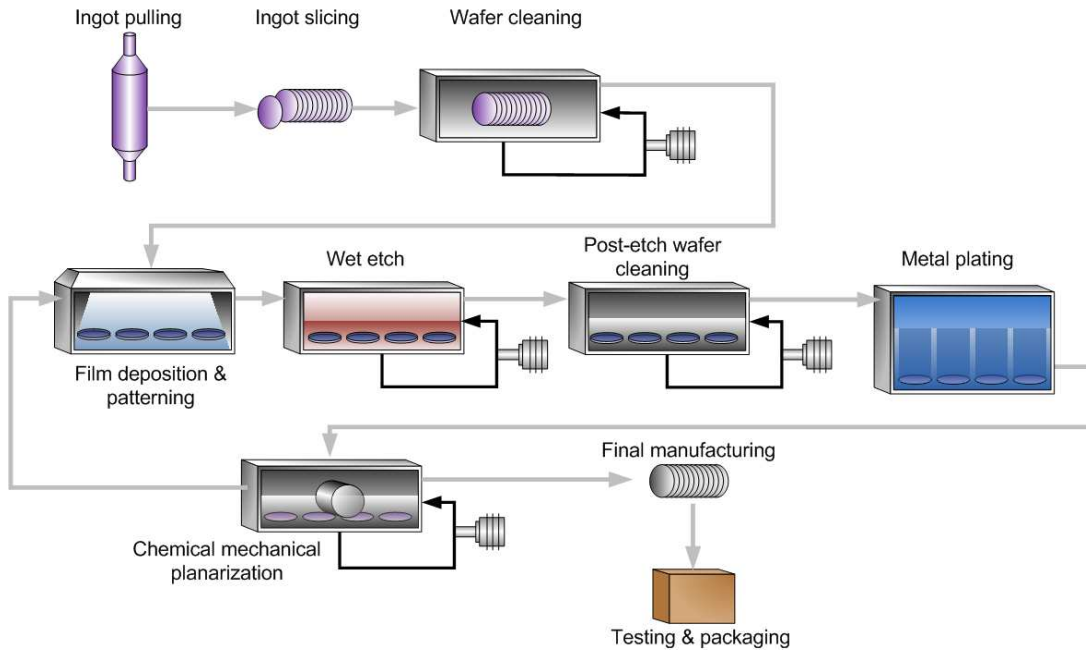 Ingot pulling
Ingot slicing
Wafer cleaning
Wet etch
Post-etch wafer
cleaning
Metal plating
Film deposition &
patterning
Final manufacturing
Chemical mechanical
planarization
Testing & packaging